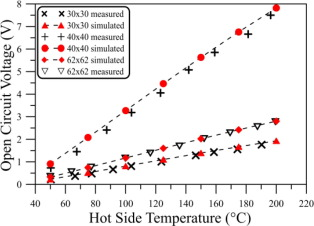 8
7
6
5
4
3
2
1
0
Open Circuit Voltage (V)
30x30 measured
30x30 simulated
40x40 measured
40x40 simulated
62x62 simulated
62x62 measured
40 60 80 100 120 140 160 180 200 220
Hot Side Temperature (°C)